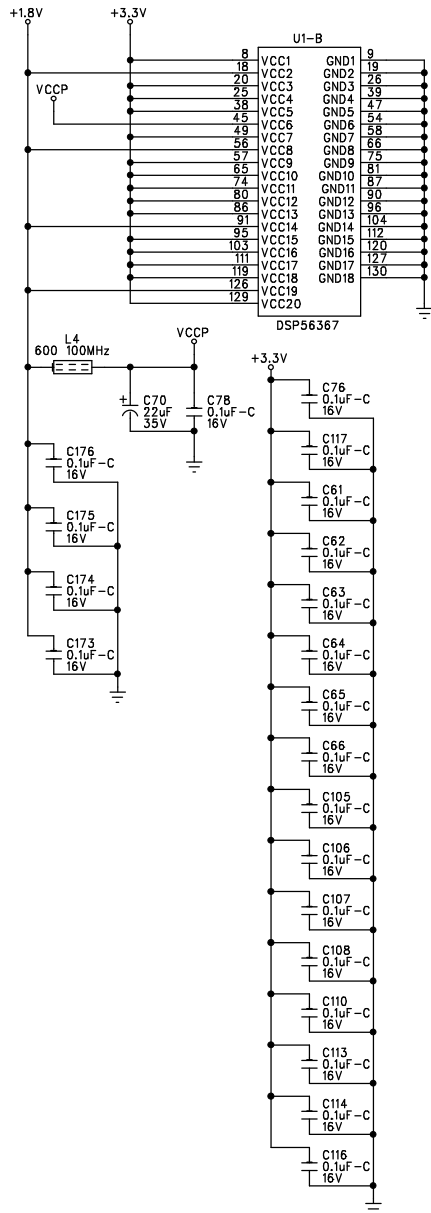 +1.8V
+3.3V
U1-B
8 VCC1 GND1 9
18 VCC2 GND2 19
20 VCC3 GND3 26
25 VCC4 GND4 39
38 VCC5 GND5 47
VCCP
45 VCC6 GND6 54
49 VCC7 GND7 58
56 VCC8 GND8 66
57 VCC9 GND9 75
65 VCC10 GND10 81
74 VCC11 GND11 87
80 VCC12 GND12 90
86 VCC13 GND13 96
91 VCC14 GND14 104
95 VCC15 GND15 112
103 VCC16 GND16 120
111 VCC17 GND17 127
119 VCC18 GND18 130
126 VCC19
129 VCC20
DSP56367
L4
600 100MHz
VCCP
+
C70
22uF
35V
C78
0.1uF-C
16V
C176
0.1uF-C
16V
C175
0.1uF-C
16V
C174
0.1uF-C
16V
C173
0.1uF-C
16V
+3.3V
C76
0.1uF-C
16V
C117
0.1uF-C
16V
C61
0.1uF-C
16V
C62
0.1uF-C
16V
C63
0.1uF-C
16V
C64
0.1uF-C
16V
C65
0.1uF-C
16V
C66
0.1uF-C
16V
C105
0.1uF-C
16V
C106
0.1uF-C
16V
C107
0.1uF-C
16V
C108
0.1uF-C
16V
C110
0.1uF-C
16V
C113
0.1uF-C
16V
C114
0.1uF-C
16V
C116
0.1uF-C
16V